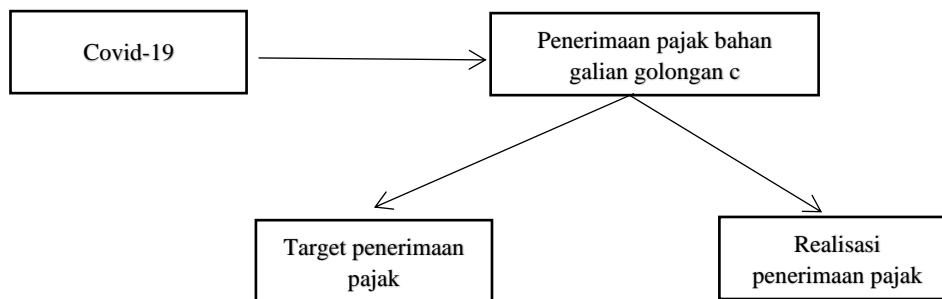 Covid-19
Penerimaan pajak bahan
galian golongan c
Target penerimaan
pajak
Realisasi
penerimaan pajak